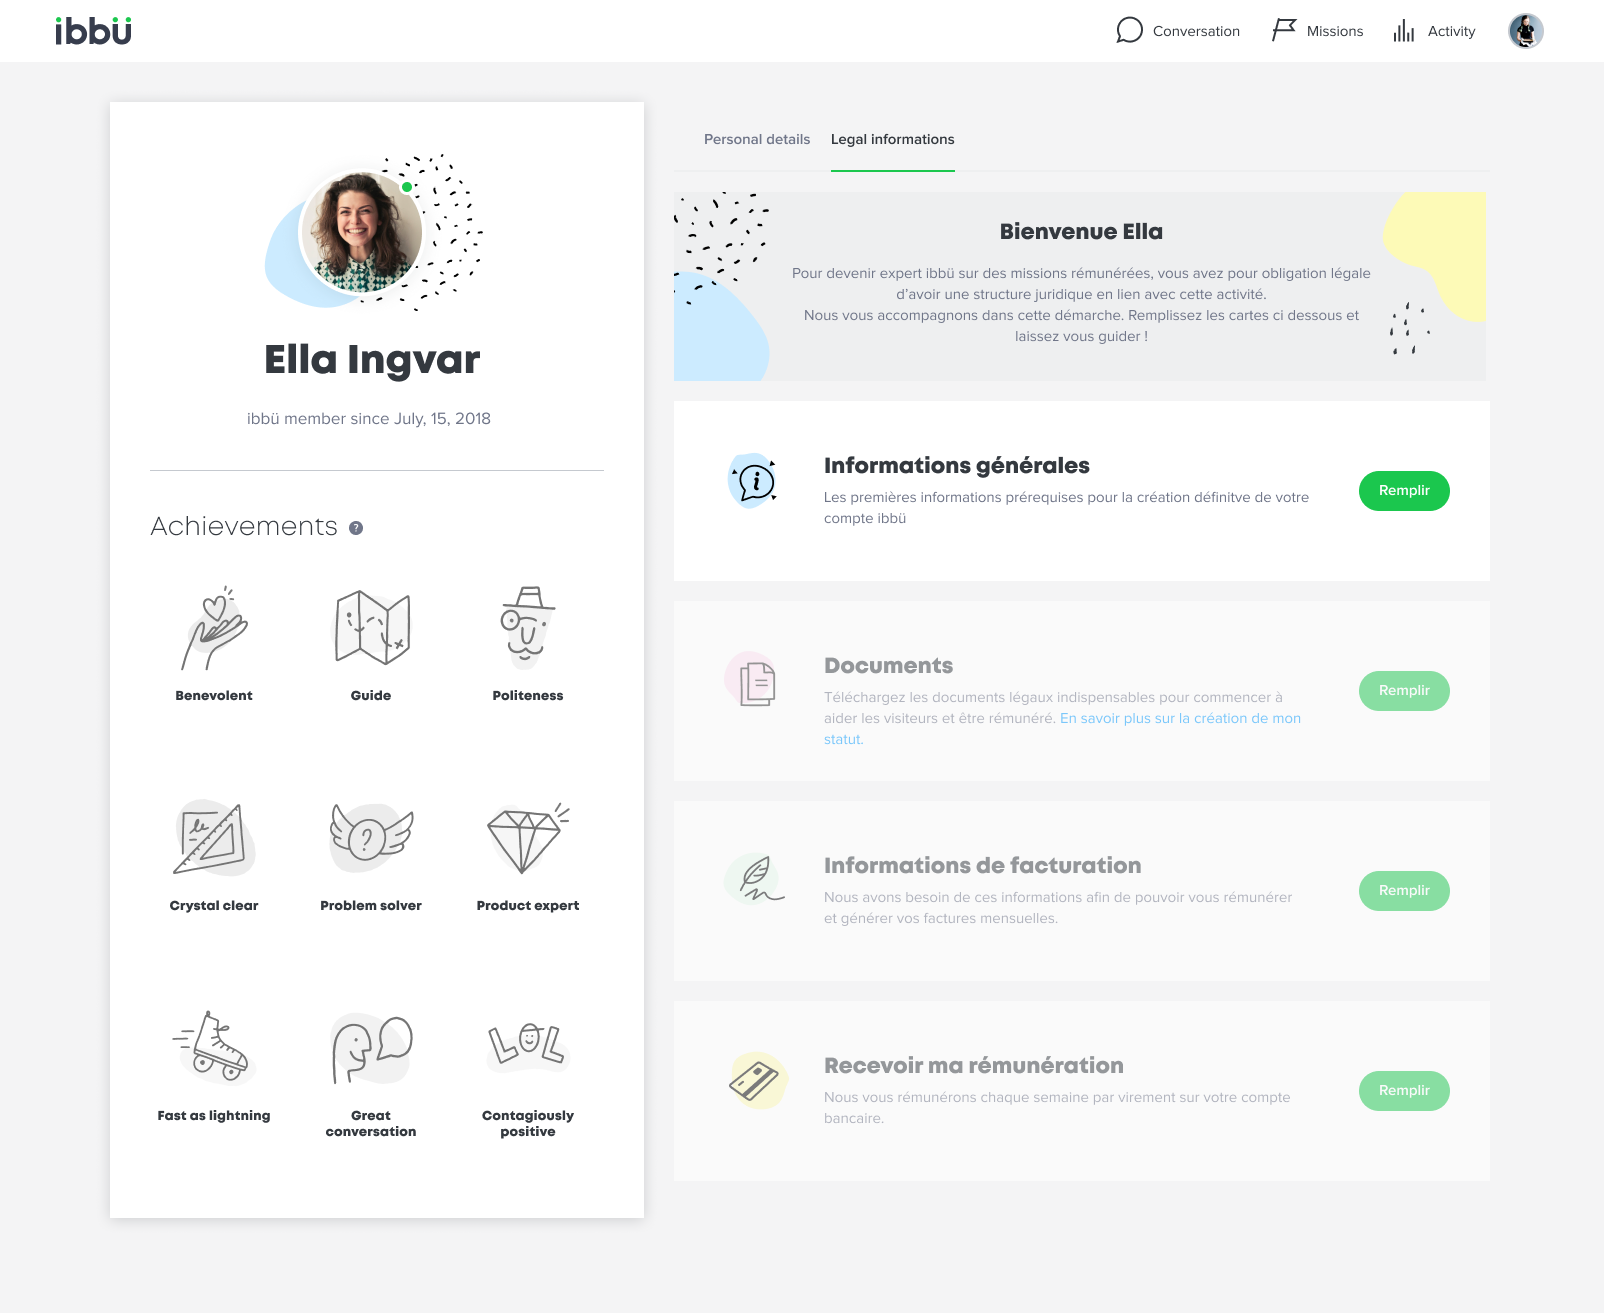 ibbü
Conversation
Missions
Activity
Ella Ingvar
ibbü member since July, 15, 2018
Achievements ?
Benevolent
Guide
Politeness
le
?
Crystal clear
Problem solver
Product expert
LOL
Fast as lightning
Great
conversation
Contagiously
positive
Personal details
Legal informations
Bienvenue Ella
Pour devenir expert ibbü sur des missions rémunérées, vous avez pour obligation légale
d’avoir une structure juridique en lien avec cette activité.
Nous vous accompagnons dans cette démarche. Remplissez les cartes ci dessous et
laissez vous guider !
i
Informations générales
Les premières informations prérequises pour la création définitve de votre
compte ibbü
Remplir
Documents
Téléchargez les documents légaux indispensables pour commencer à
aider les visiteurs et être rémunéré. En savoir plus sur la création de mon
statut.
Remplir
Informations de facturation
Nous avons besoin de ces informations afin de pouvoir vous rémunérer
et générer vos factures mensuelles.
Remplir
Recevoir ma rémunération
Nous vous rémunérons chaque semaine par virement sur votre compte
bancaire.
Remplir